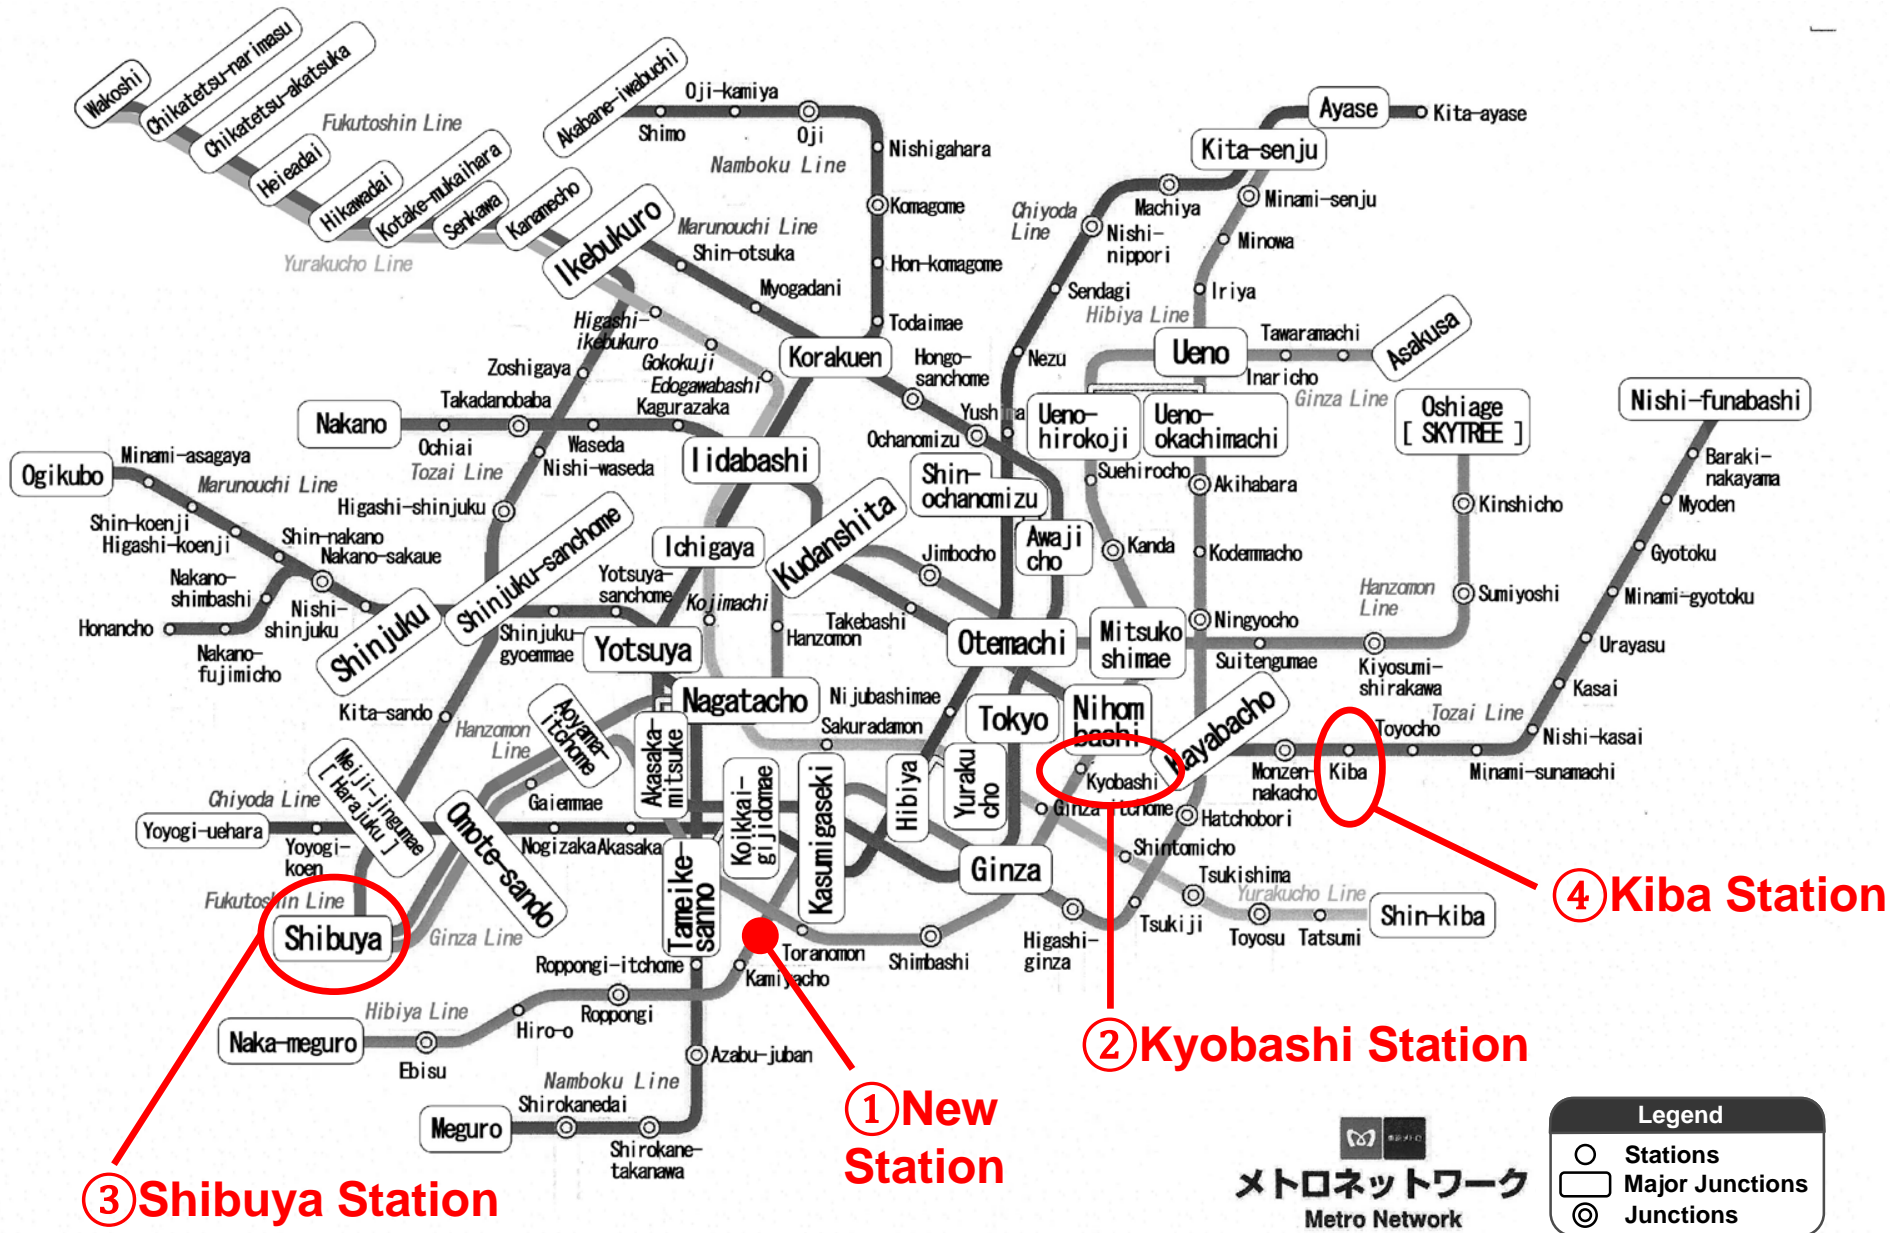 Wakoshi
Chikatetsu-narimasu
Chikatetsu-akatsuka
Heieadai
Hikawadai
Kotake-mukaihara
Senkawa
Kanamecho
Ikebukuro
Fukutoshin Line
Yurakucho Line
Akabane-iwabuchi
Shimo
Oji-kamiya
Oji
Namboku Line
Nishigahara
Komagome
Hon-komagome
Todaimae
Marunouchi Line
Shin-otsuka
Myogadani
Korakuen
Hongo-
sanchome
Ochanomizu
Higashi-
ikebukuro
Gokokuji
Edogawabashi
Zoshigaya
Ayase
Kita-ayase
Kita-senju
Machiya
Minami-senju
Chiyoda
Line
Nishi-
nippori
Minowa
Sendagi
Iriya
Hibiya Line
Nezu
Ueno
Tawaramachi
Inaricho
Asakusa
Ginza Line
Ueno-
hirokoji
Ueno-
okachimachi
Oshiage
[ SKYTREE ]
Nishi-funabashi
Baraki-
nakayama
Myoden
Gyotoku
Minami-gyotoku
Urayasu
Kasai
Nishi-kasai
Nakano
Takadanobaba
Ochiai
Waseda
Kagurazaka
Nishi-waseda
Tozai Line
Iidabashi
Higashi-shinjuku
Ogikubo
Minami-asagaya
Marunouchi Line
Shin-koenji
Higashi-koenji
Shin-nakano
Nakano-sakaue
Nakano-
shimbashi
Honancho
Nakano-
fujimicho
Nishi-
shinjuku
Shinjuku
Shinjuku-sanchome
Shinjuku-
gyoemmae
Yotsuya-
sanchome
Yotsuya
Ichigaya
Kojimachi
Hanzomon
Kudanshita
Jimbocho
Takebashi
Shin-
ochanomizu
Awaji
cho
Suehirocho
Akihabara
Kanda
Kodemmacho
Ningyocho
Kinshicho
Sumiyoshi
Hanzomon
Line
Otemachi
Mitsuko
shimae
Suitengumae
Kiyosumi-
shirakawa
Nagatacho
Nijubashimae
Sakuradamon
Tokyo
Nihom
bashi
Kayabacho
Kyobashi
Ginza-itchome
Monzen-
nakacho
Kiba
Toyocho
Tozai Line
Minami-sunamachi
Kita-sando
Hanzomon
Line
Aoyama-
itchome
Akasaka-
mitsuke
Gaiemmae
Meiji-jingumae
[ Harajuku ]
Omote-sando
Chiyoda Line
Yoyogi-uehara
Yoyogi-
koen
Nogizaka
Akasaka
Kokkai-
gijidomae
Kasumigaseki
Hibiya
Yuraku
cho
Hatchobori
Shintomicho
Tsukishima
Yurakucho Line
Shin-kiba
Toyosu
Tatsumi
Tsukiji
Ginza
Higashi-
ginza
Tameike-
sanno
Toranomon
Shimbashi
Kamiyacho
Fukutoshin Line
Shibuya
Ginza Line
Roppongi-itchome
Hibiya Line
Hiro-o
Roppongi
Naka-meguro
Ebisu
Azabu-juban
Namboku Line
Shirokanedai
Meguro
Shirokane-
takanawa
①New
Station
②Kyobashi Station
③Shibuya Station
④Kiba Station
メトロネットワーク
Metro Network
Legend
Stations
Major Junctions
Junctions